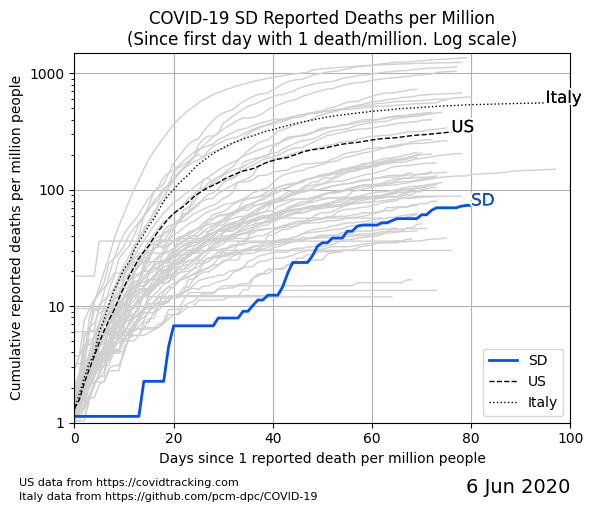 COVID-19 SD Reported Deaths per Million
(Since first day with 1 death/million. Log scale)
Cumulative reported deaths per million people
1000
100
10
1
Italy
US
SD
SD
US
Italy
0 20 40 60 80 100
Days since 1 reported death per million people
US data from https://covidtracking.com
Italy data from https://github.com/pcm-dpc/COVID-19
6 Jun 2020